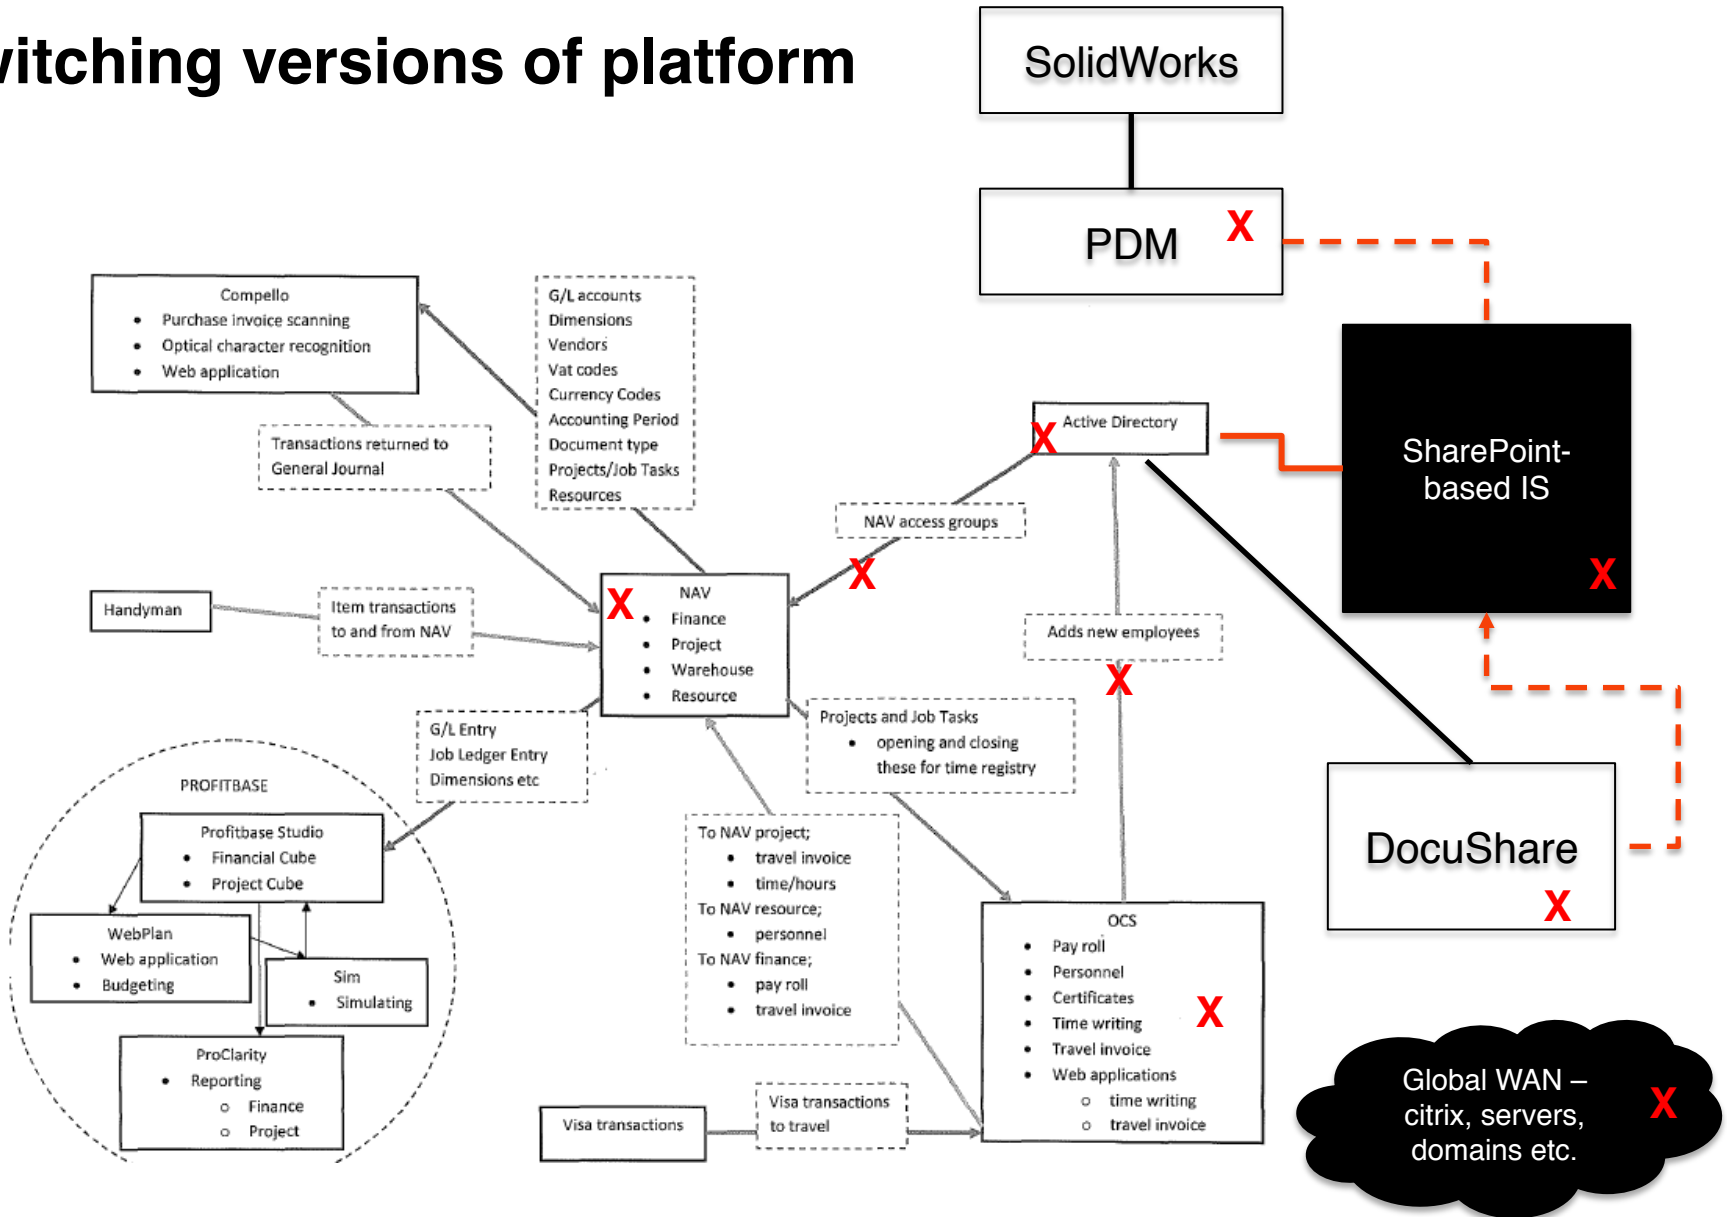 witching versions of platform
SolidWorks
PDM
X
Compello
• Purchase invoice scanning
• Optical character recognition
• Web application
G/L accounts
Dimensions
Vendors
Vat codes
Currency Codes
Accounting Period
Document type
Projects/Job Tasks
Resources
Transactions returned to
General Journal
Active Directory
X
SharePoint-
based IS
X
NAV access groups
X
Handyman
Item transactions
to and from NAV
X
NAV
• Finance
• Project
• Warehouse
• Resource
Adds new employees
X
G/L Entry
Job Ledger Entry
Dimensions etc
Projects and Job Tasks
• opening and closing
these for time registry
PROFITBASE
Profitbase Studio
• Financial Cube
• Project Cube
WebPlan
• Web application
• Budgeting
Sim
• Simulating
ProClarity
• Reporting
o Finance
o Project
To NAV project;
• travel invoice
• time/hours
To NAV resource;
• personnel
To NAV finance;
• pay roll
• travel invoice
DocuShare
X
OCS
• Pay roll
• Personnel
• Certificates
• Time writing
• Travel invoice
• Web applications
o time writing
o travel invoice
X
Visa transactions
Visa transactions
to travel
Global WAN –
citrix, servers,
domains etc.
X